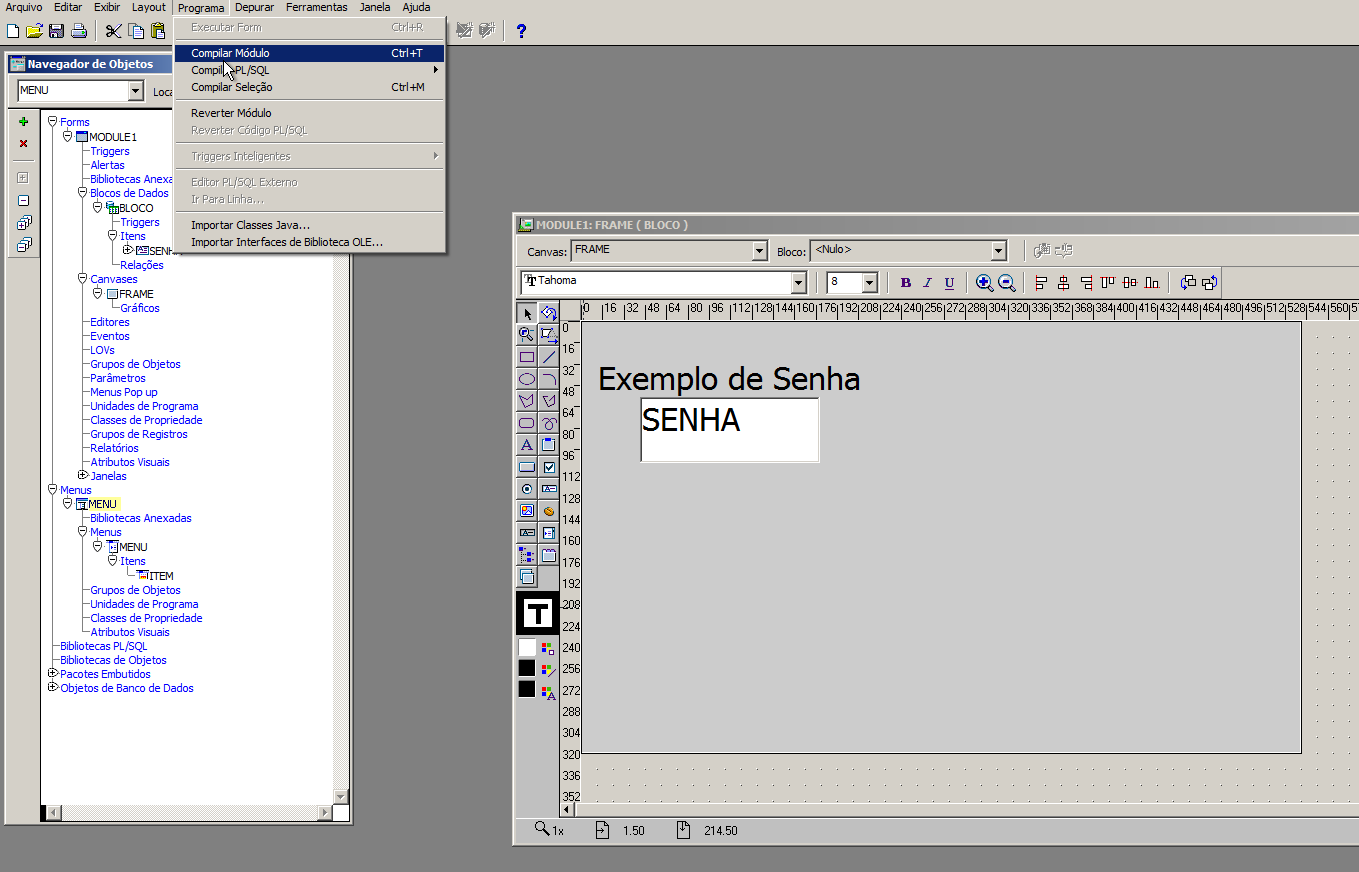 Arquivo Editar Exibir Layout Programa Depurar Ferramentas Janela Ajuda
Executar Form Ctrl+R
Compilar Módulo Ctrl+T
PL/SQL
Compilar Seleção Ctrl+M
Reverter Módulo
Reverter Código PL/SQL
Triggers Inteligentes
Editor PL/SQL Externo
Ir Para Linha...
Importar Classes Java...
Importar Interfaces de Biblioteca OLE...
Navegador de Objetos
MENU
Forms
MODULE1
Triggers
Alertas
Bibliotecas
Blocos de Dados
BLOCO
Triggers
Itens
Relações
Canvases
FRAME
Gráficos
Editores
Eventos
LOVs
Grupos de Objetos
Parâmetros
Menus Pop up
Unidades de Programa
Classes de Propriedade
Grupos de Registros
Relatórios
Atributos Visuais
Janelas
Menus
MENU
Bibliotecas Anexadas
Menus
MENU
Itens
ITEM
Grupos de Objetos
Unidades de Programa
Classes de Propriedade
Atributos Visuais
Bibliotecas PL/SQL
Bibliotecas de Objetos
Pacotes Embutidos
Objetos de Banco de Dados
MODULE1: FRAME ( BLOCO )
Canvas: FRAME Bloco: <Nulo>
Tahoma 8 B I U
0 16 32 48 64 80 96 112 128 144 160 176 192 208 224 240 256 272 288 304 320 336 352 368 384 400 416 432 448 464 480 496 512 528 544 560
0
16
32
48
64
80
96
112
128
144
160
176
192
208
224
240
256
272
288
304
320
336
352
Exemplo de Senha
SENHA
T
1x 1.50 214.50